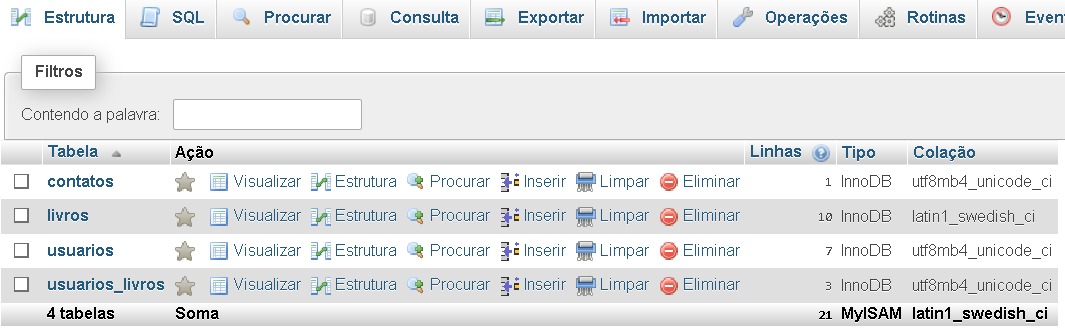 Estrutura SQL Procurar Consulta Exportar Importar Operações Rotinas Even
Filtros
Contendo a palavra:
Tabela Ação Linhas Tipo Colação
contatos Visualizar Estrutura Procurar Inserir Limpar Eliminar 1 InnoDB utf8mb4_unicode_ci
livros Visualizar Estrutura Procurar Inserir Limpar Eliminar 10 InnoDB latin1_swedish_ci
usuarios Visualizar Estrutura Procurar Inserir Limpar Eliminar 7 InnoDB utf8mb4_unicode_ci
usuarios_livros Visualizar Estrutura Procurar Inserir Limpar Eliminar 3 InnoDB utf8mb4_unicode_ci
4 tabelas Soma 21 MyISAM latin1_swedish_ci